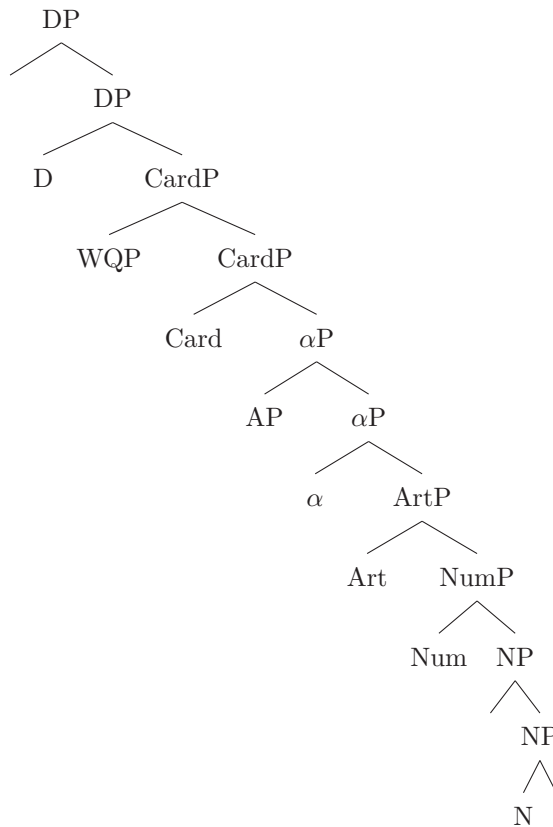 DP
DP
D CardP
WQP CardP
Card αP
AP αP
α ArtP
Art NumP
Num NP
NP
N